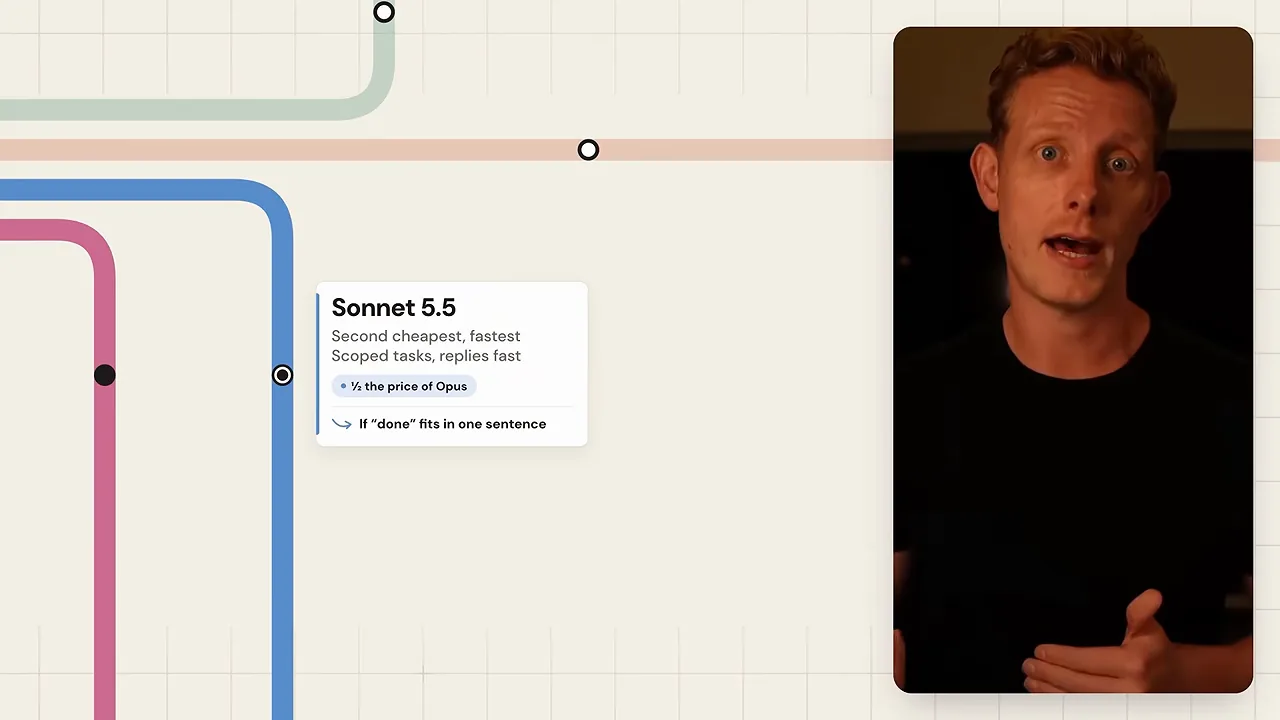 Sonnet 5.5
Second cheapest, fastest
Scoped tasks, replies fast
½ the price of Opus
If “done” fits in one sentence